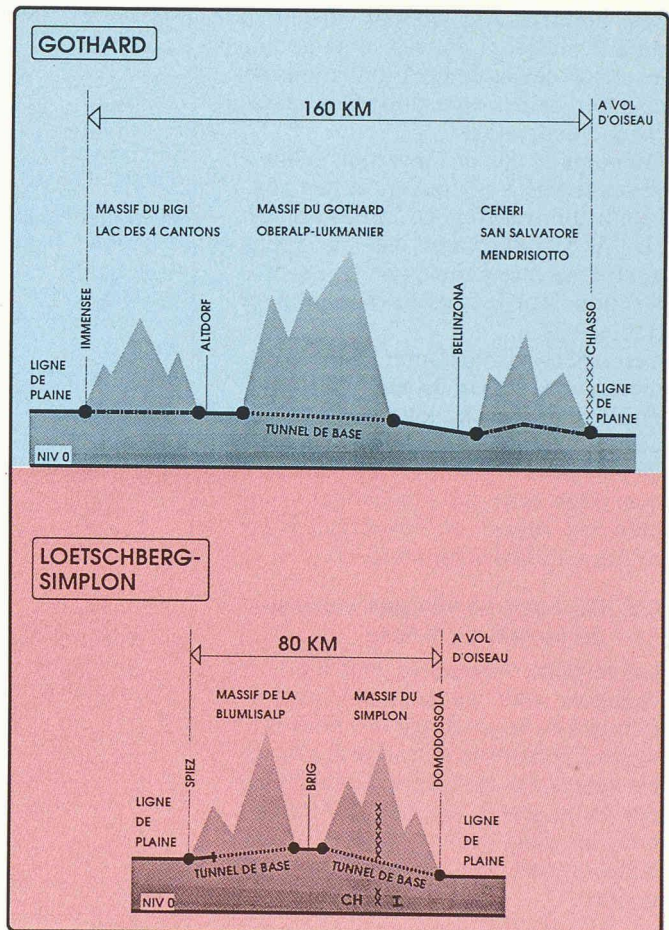 GOTHARD
160 KM
A VOL
D'OISEAU
MASSIF DU RIGI
LAC DES 4 CANTONS
MASSIF DU GOTHARD
OBERALP-LUKMANIER
CENERI
SAN SALVATORE
MENDRISIOTTO
IMMENSEE
ALTDORF
BELLINZONA
CHIASSO
LIGNE
DE
PLAINE
LIGNE
DE
PLAINE
TUNNEL DE BASE
NIV 0
LOETSCHBERG-
SIMPLON
80 KM
A VOL
D'OISEAU
MASSIF DE LA
BLUMLISALP
MASSIF DU
SIMPLON
SPIEZ
BRIG
DOMODOSSOLA
LIGNE
DE
PLAINE
LIGNE
DE
PLAINE
TUNNEL DE BASE
TUNNEL DE BASE
NIV 0
CH I